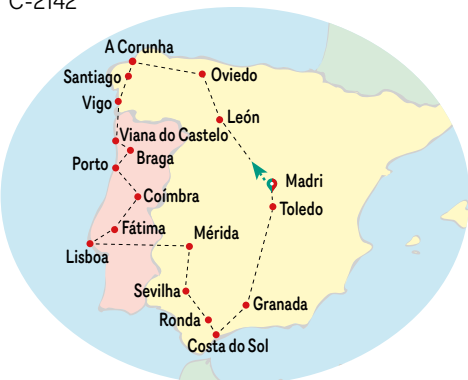 C-2142
A Corunha
Santiago
Oviedo
Vigo
León
Viana do Castelo
Braga
Porto
Madri
Coímbra
Toledo
Fátima
Mérida
Lisboa
Sevilha
Granada
Ronda
Costa do Sol